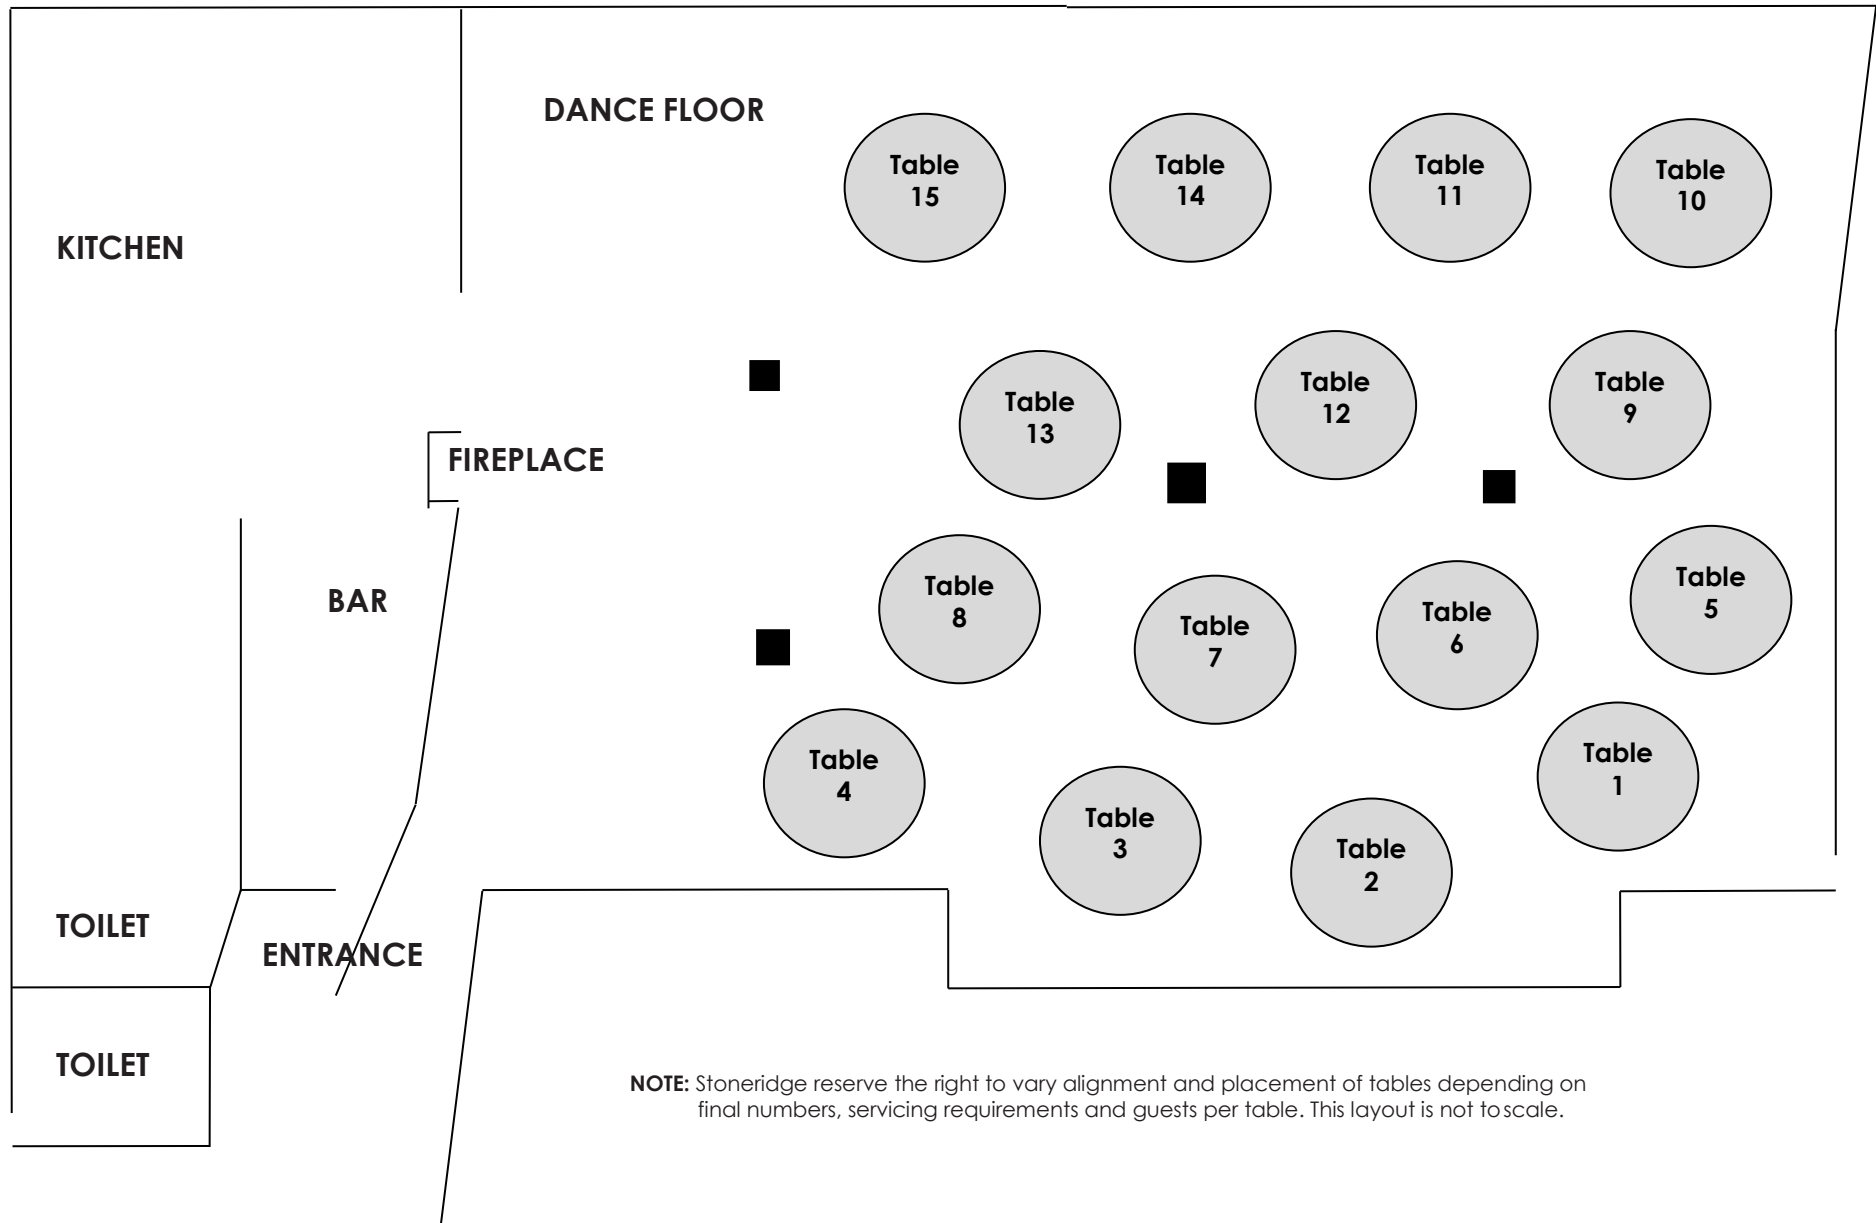 DANCE FLOOR
Table
15
Table
14
Table
11
Table
10
KITCHEN
Table
13
Table
12
Table
9
FIREPLACE
BAR
Table
8
Table
7
Table
6
Table
5
Table
4
Table
3
Table
2
Table
1
TOILET
ENTRANCE
TOILET
NOTE: Stoneridge reserve the right to vary alignment and placement of tables depending on
final numbers, servicing requirements and guests per table. This layout is not to scale.